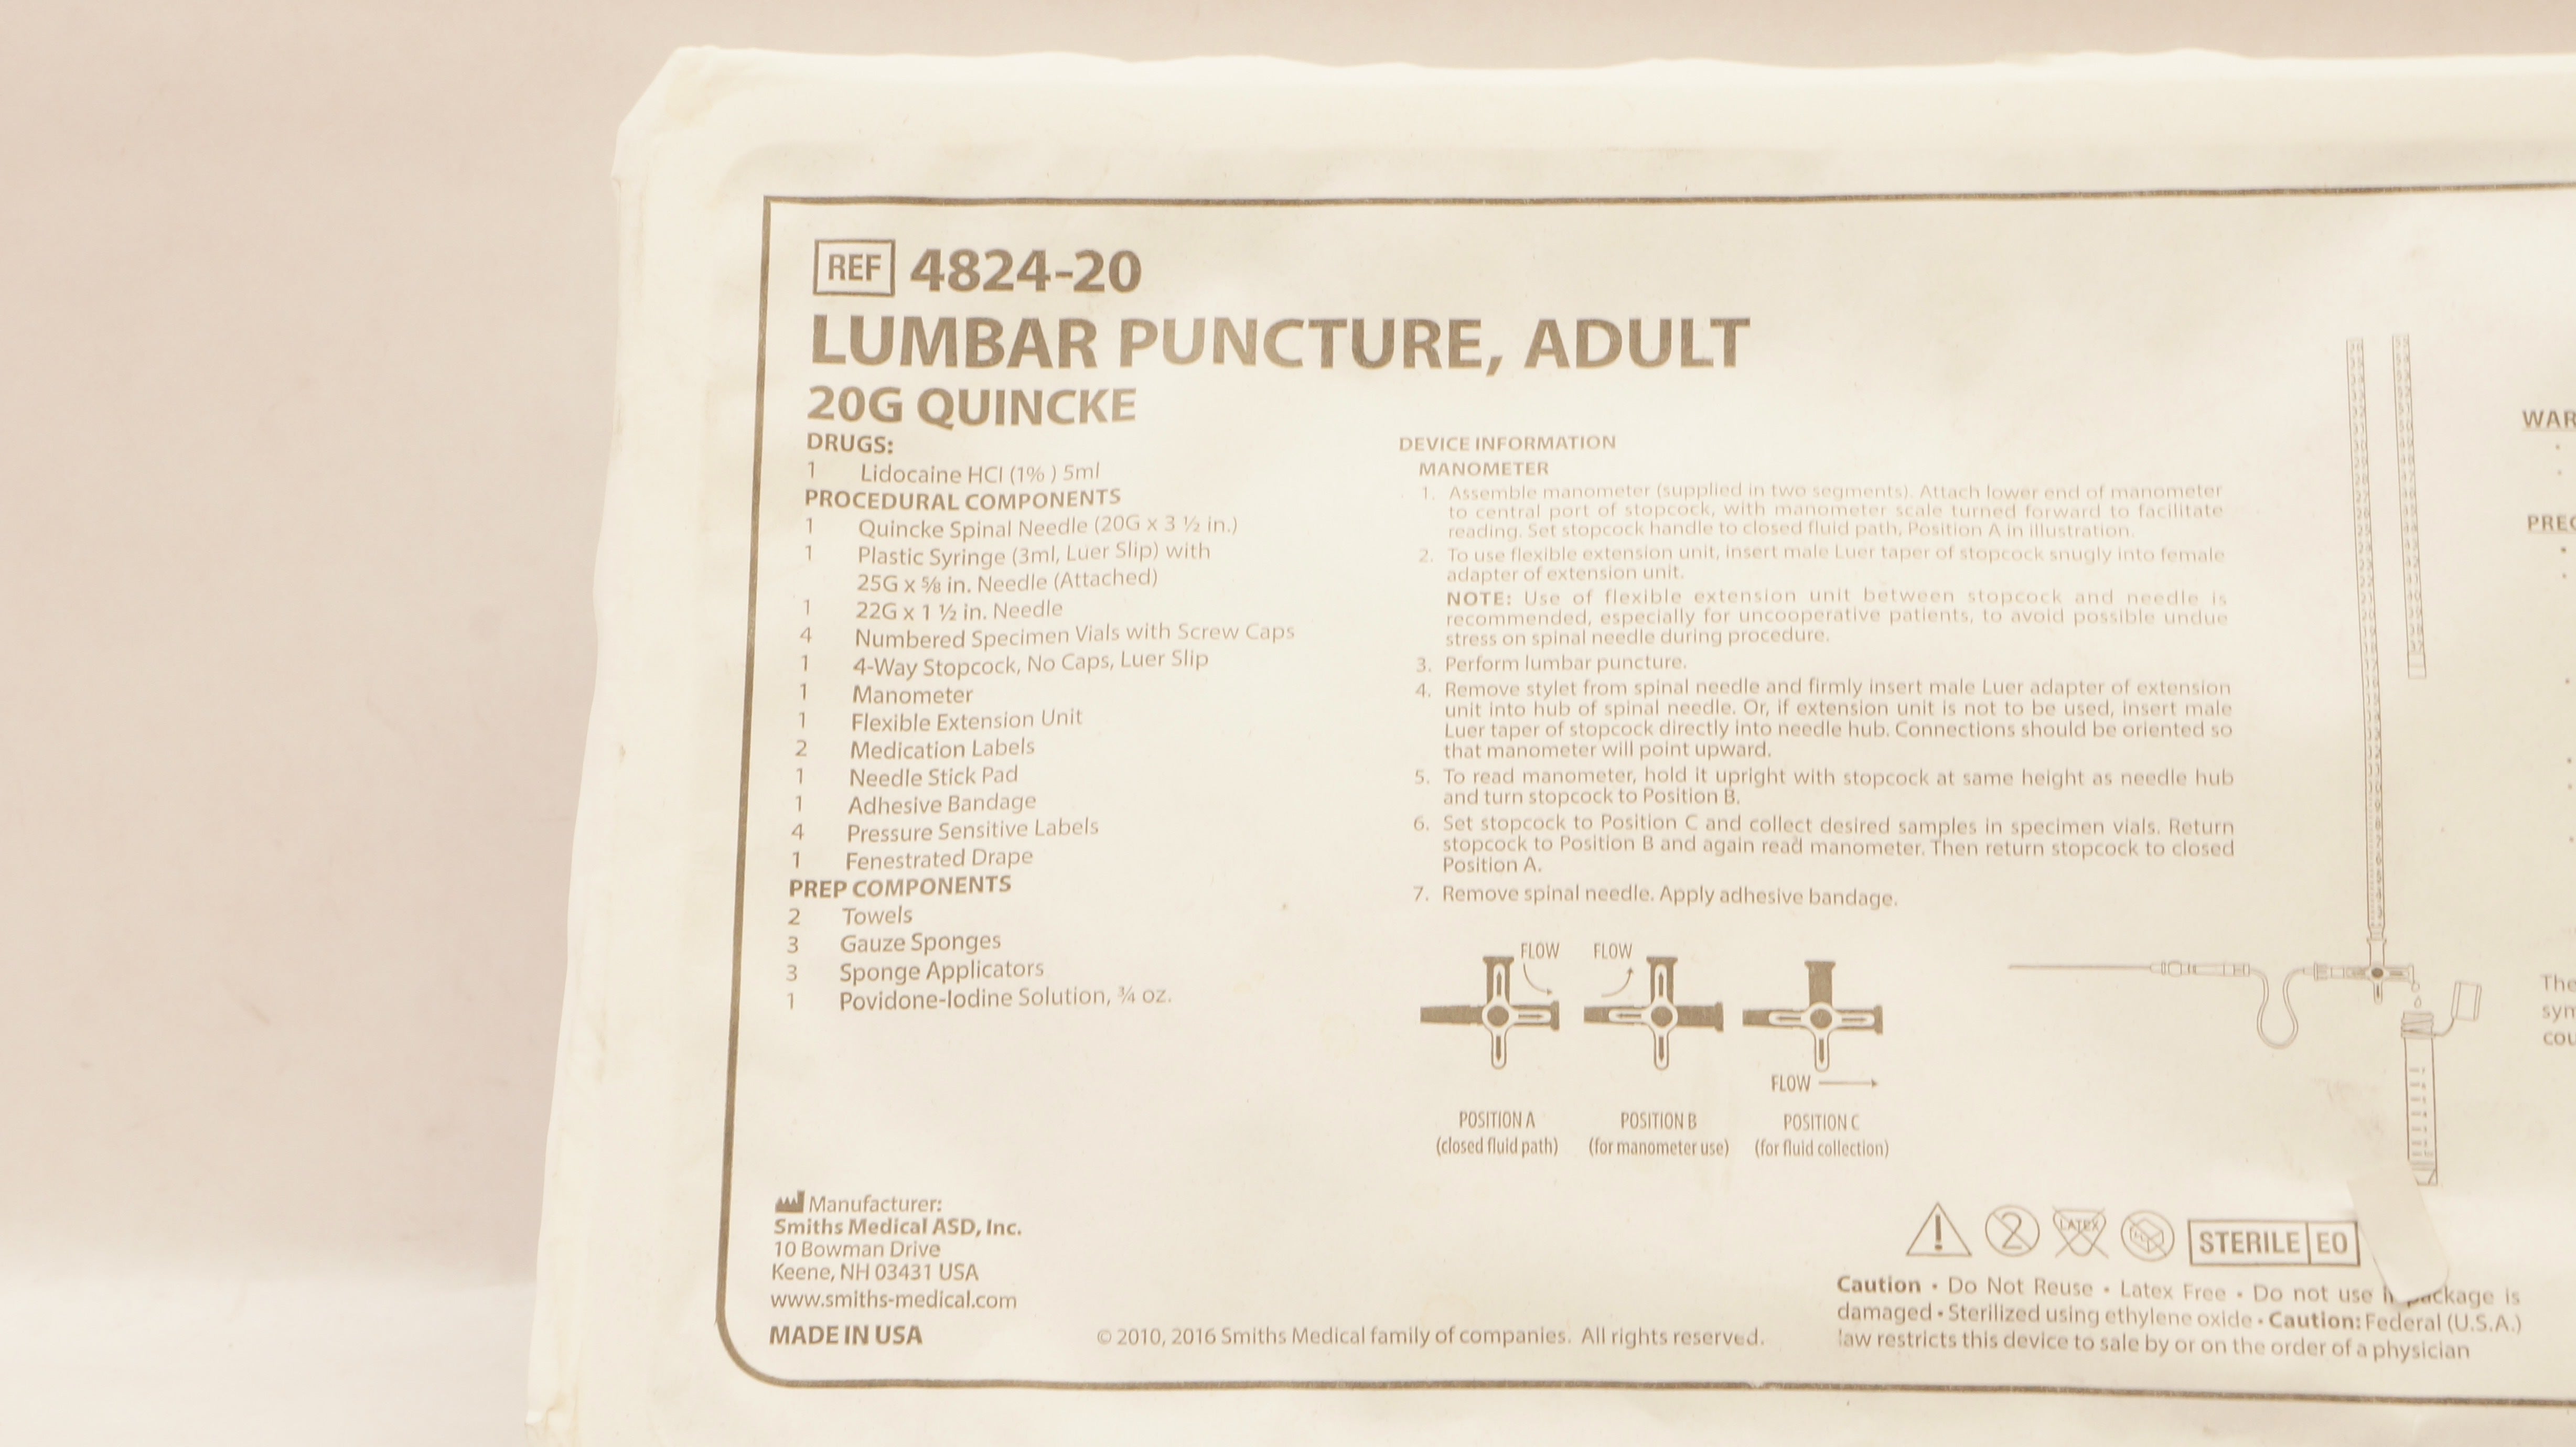 REF 4824-20
LUMBAR PUNCTURE, ADULT
20G QUINCKE
DRUGS:
1 Lidocaine HCl (1% ) 5ml
PROCEDURAL COMPONENTS
1 Quincke Spinal Needle (20G x 3 ½ in.)
1 Plastic Syringe (3ml, Luer Slip) with
25G x ⅝ in. Needle (Attached)
1 22G x 1 ½ in. Needle
4 Numbered Specimen Vials with Screw Caps
1 4-Way Stopcock, No Caps, Luer Slip
1 Manometer
1 Flexible Extension Unit
2 Medication Labels
1 Needle Stick Pad
1 Adhesive Bandage
4 Pressure Sensitive Labels
1 Fenestrated Drape
PREP COMPONENTS
2 Towels
3 Gauze Sponges
3 Sponge Applicators
1 Povidone-Iodine Solution, ¾ oz.
Manufacturer:
Smiths Medical ASD, Inc.
10 Bowman Drive
Keene, NH 03431 USA
www.smiths-medical.com
MADE IN USA
© 2010, 2016 Smiths Medical family of companies. All rights reserved.
DEVICE INFORMATION
MANOMETER
1. Assemble manometer (supplied in two segments). Attach lower end of manometer
to central port of stopcock, with manometer scale turned forward to facilitate
reading. Set stopcock handle to closed fluid path, Position A in illustration.
2. To use flexible extension unit, insert male Luer taper of stopcock snugly into female
adapter of extension unit.
NOTE: Use of flexible extension unit between stopcock and needle is
recommended, especially for uncooperative patients, to avoid possible undue
stress on spinal needle during procedure.
3. Perform lumbar puncture.
4. Remove stylet from spinal needle and firmly insert male Luer adapter of extension
unit into hub of spinal needle. Or, if extension unit is not to be used, insert male
Luer taper of stopcock directly into needle hub. Connections should be oriented so
that manometer will point upward.
5. To read manometer, hold it upright with stopcock at same height as needle hub
and turn stopcock to Position B.
6. Set stopcock to Position C and collect desired samples in specimen vials. Return
stopcock to Position B and again read manometer. Then return stopcock to closed
Position A.
7. Remove spinal needle. Apply adhesive bandage.
FLOW FLOW
FLOW
POSITION A POSITION B POSITION C
(closed fluid path) (for manometer use) (for fluid collection)
2 LATEX STERILE EO
Caution • Do Not Reuse • Latex Free • Do not use package is
damaged • Sterilized using ethylene oxide • Caution: Federal (U.S.A.)
law restricts this device to sale by or on the order of a physician
WAR
PREC
The
sym
cou